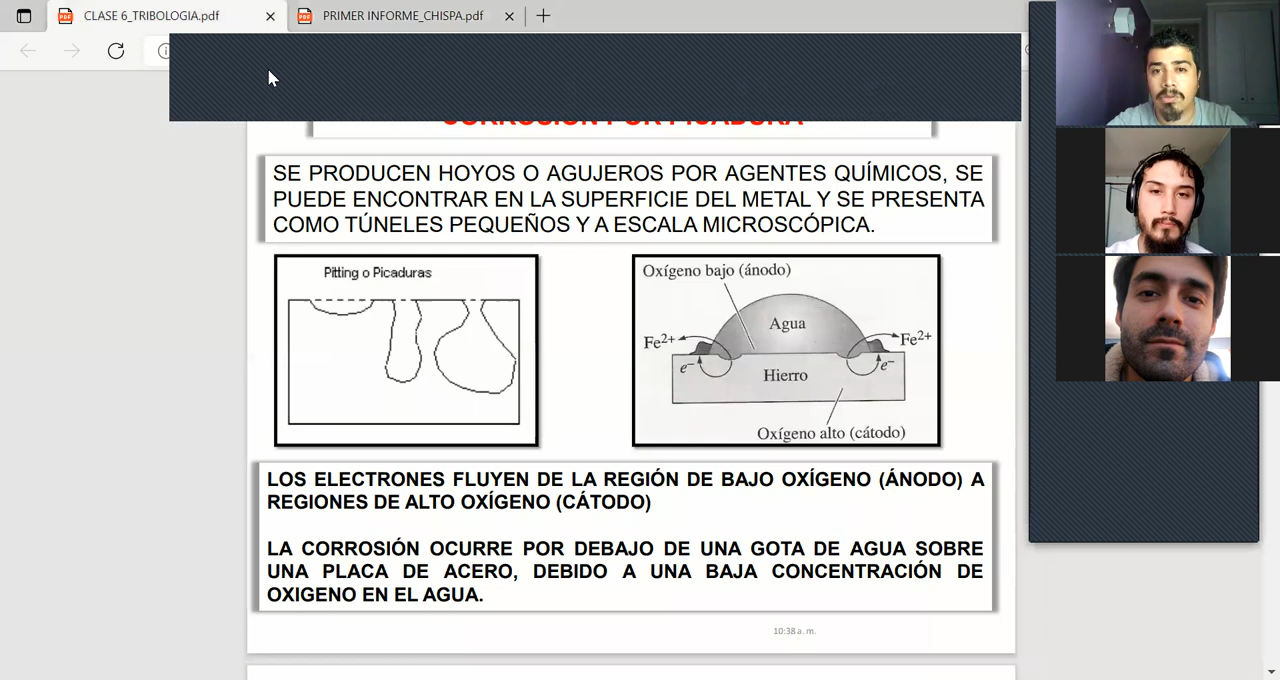 CLASE 6_TRIBOLOGIA.pdf
PRIMER INFORME_CHISPA.pdf
CORROSIÓN POR PICADURA
SE PRODUCEN HOYOS O AGUJEROS POR AGENTES QUÍMICOS, SE
PUEDE ENCONTRAR EN LA SUPERFICIE DEL METAL Y SE PRESENTA
COMO TÚNELES PEQUEÑOS Y A ESCALA MICROSCÓPICA.
Pitting o Picaduras
Oxígeno bajo (ánodo)
Agua
Fe2+
Fe2+
e−
e−
Hierro
Oxígeno alto (cátodo)
LOS ELECTRONES FLUYEN DE LA REGIÓN DE BAJO OXÍGENO (ÁNODO) A
REGIONES DE ALTO OXÍGENO (CÁTODO)
LA CORROSIÓN OCURRE POR DEBAJO DE UNA GOTA DE AGUA SOBRE
UNA PLACA DE ACERO, DEBIDO A UNA BAJA CONCENTRACIÓN DE
OXIGENO EN EL AGUA.
10:38 a. m.